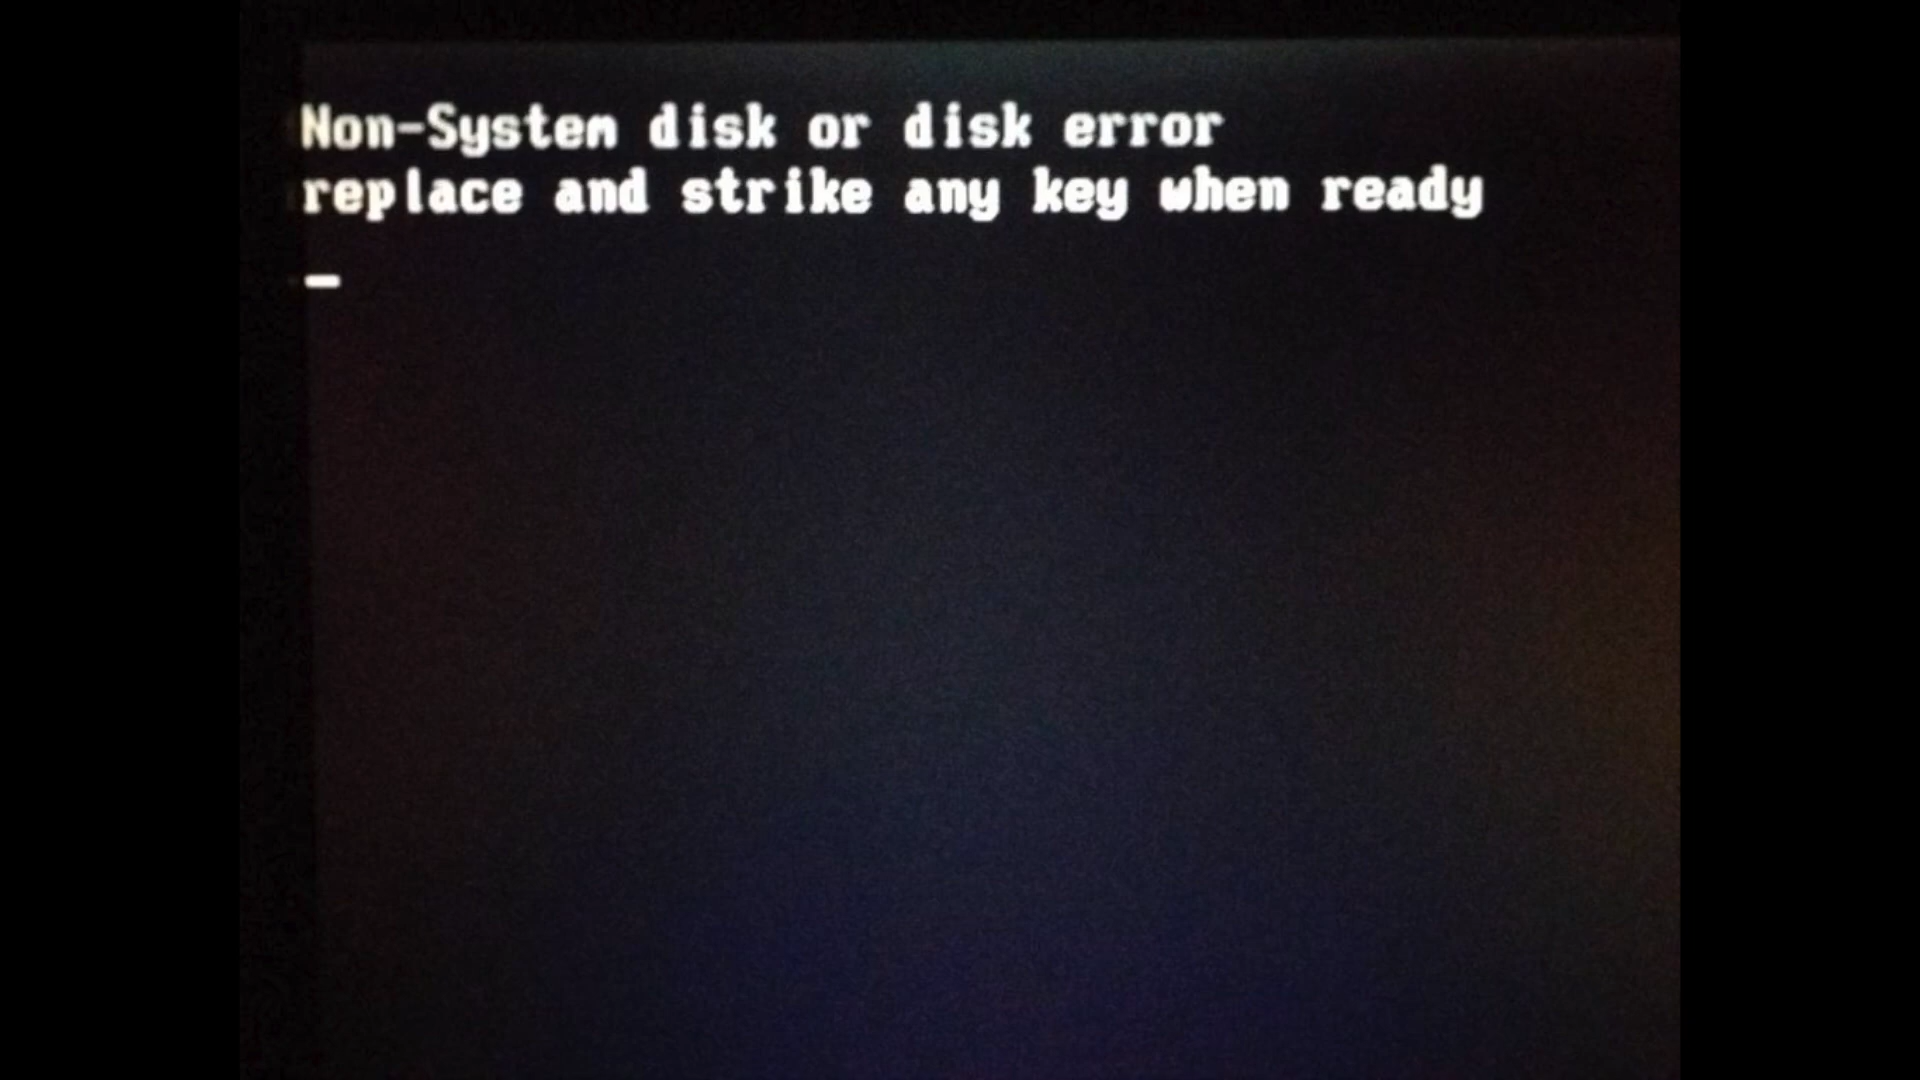 Non-System disk or disk error
replace and strike any key when ready
_